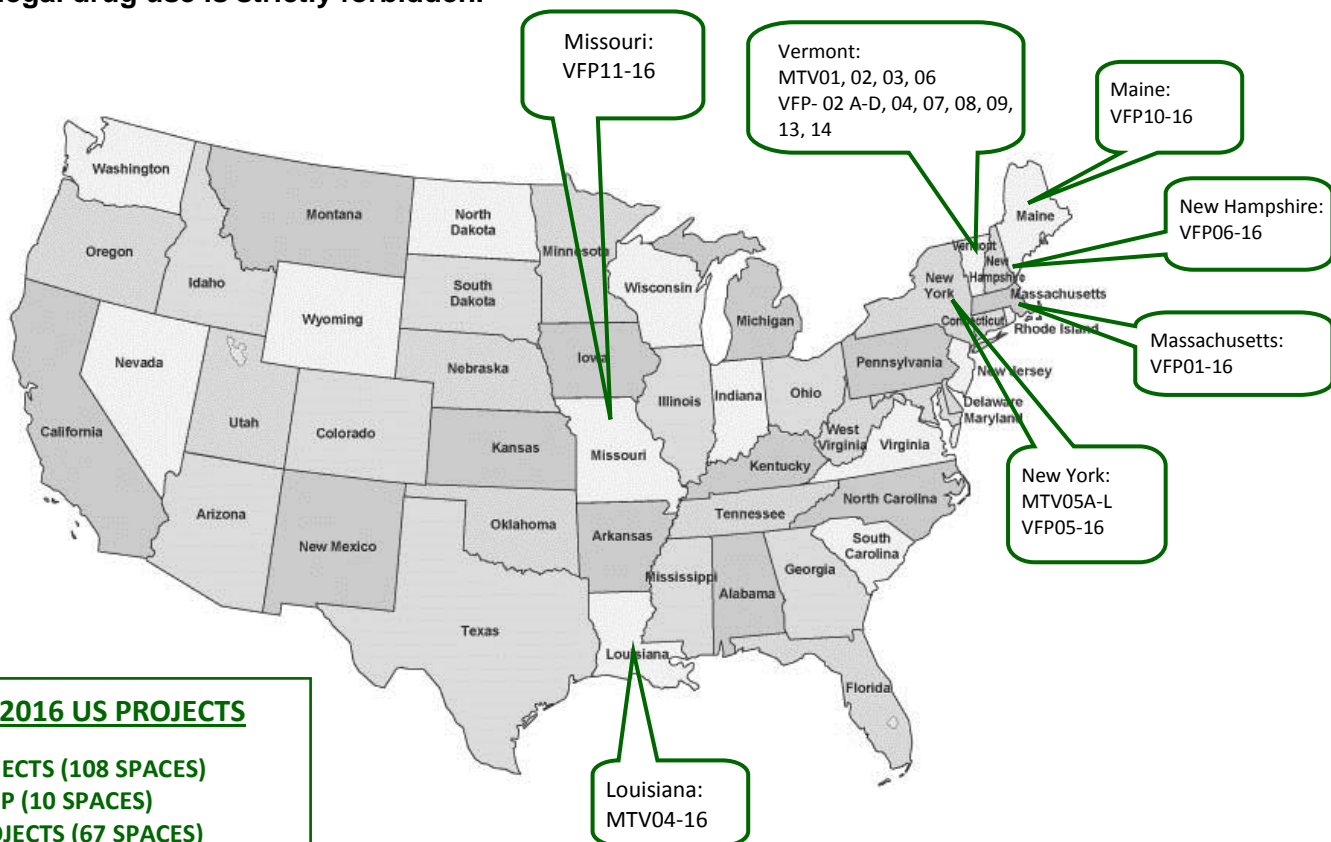 legal drug use is strictly forbidden.
Missouri:
VFP11-16
Vermont:
MTV01, 02, 03, 06
VFP- 02 A-D, 04, 07, 08, 09,
13, 14
Maine:
VFP10-16
New Hampshire:
VFP06-16
Massachusetts:
VFP01-16
New York:
MTV05A-L
VFP05-16
Louisiana:
MTV04-16
Washington
Oregon
California
Nevada
Idaho
Montana
Wyoming
Utah
Arizona
Colorado
New Mexico
North
Dakota
South
Dakota
Nebraska
Kansas
Oklahoma
Texas
Minnesota
Iowa
Missouri
Arkansas
Louisiana
Wisconsin
Illinois
Michigan
Indiana
Ohio
Kentucky
Tennessee
Mississippi
Alabama
Georgia
Florida
South
Carolina
North Carolina
Virginia
West
Virginia
Pennsylvania
New
York
Vermont
New
Hampshire
Maine
Massachusetts
Connecticut
Rhode Island
New Jersey
Delaware
Maryland
2016 US PROJECTS
ECTS (108 SPACES)
P (10 SPACES)
OJECTS (67 SPACES)